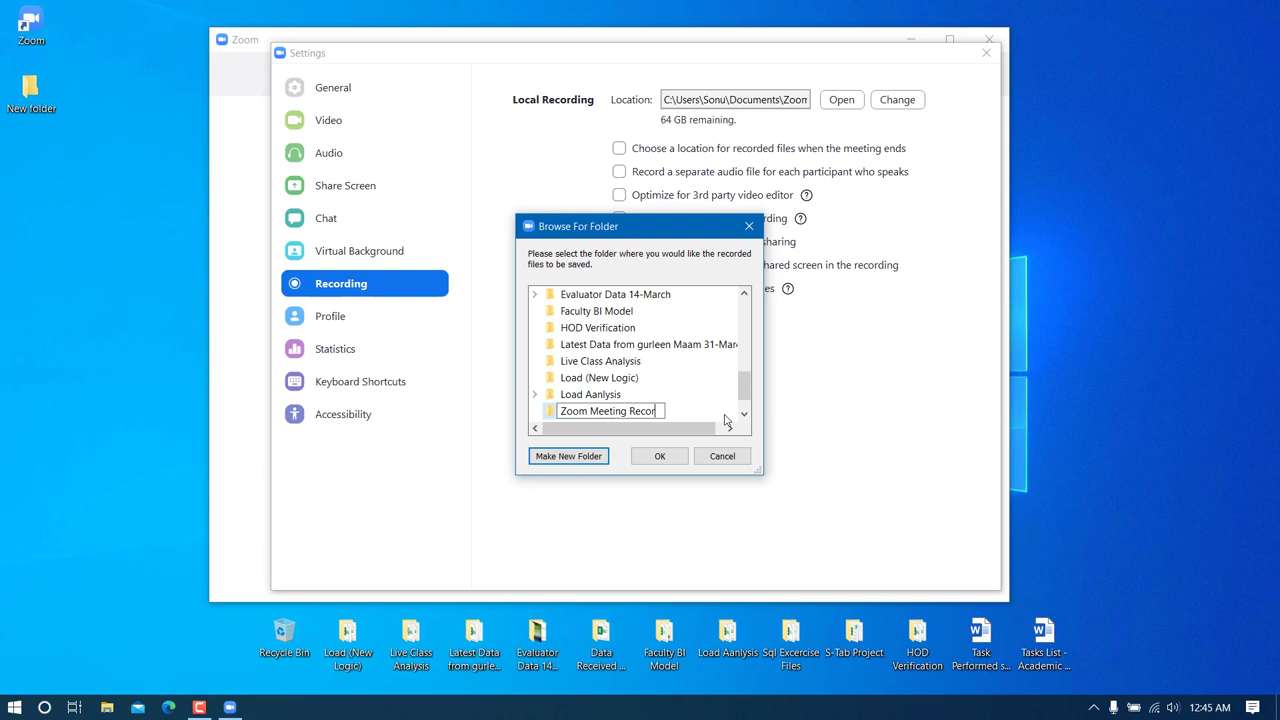 Zoom
New folder
Zoom
Settings
General
Video
Audio
Share Screen
Chat
Virtual Background
Recording
Profile
Statistics
Keyboard Shortcuts
Accessibility
Local Recording
Location:
C:\Users\Sonu\Documents\Zoom
Open
Change
64 GB remaining.
Choose a location for recorded files when the meeting ends
Record a separate audio file for each participant who speaks
Optimize for 3rd party video editor
?
?
sharing
hared screen in the recording
?
Browse For Folder
Please select the folder where you would like the recorded
files to be saved.
Evaluator Data 14-March
Faculty BI Model
HOD Verification
Latest Data from gurleen Maam 31-Marc
Live Class Analysis
Load (New Logic)
Load Aanlysis
Zoom Meeting Recor
Make New Folder
OK
Cancel
Recycle Bin
Load (New
Logic)
Live Class
Analysis
Latest Data
from gurle...
Evaluator
Data 14...
Data
Received ...
Faculty BI
Model
Load Aanlysis
Sql Excercise
Files
S-Tab Project
HOD
Verification
Task
Performed s...
Tasks List -
Academic ...
12:45 AM